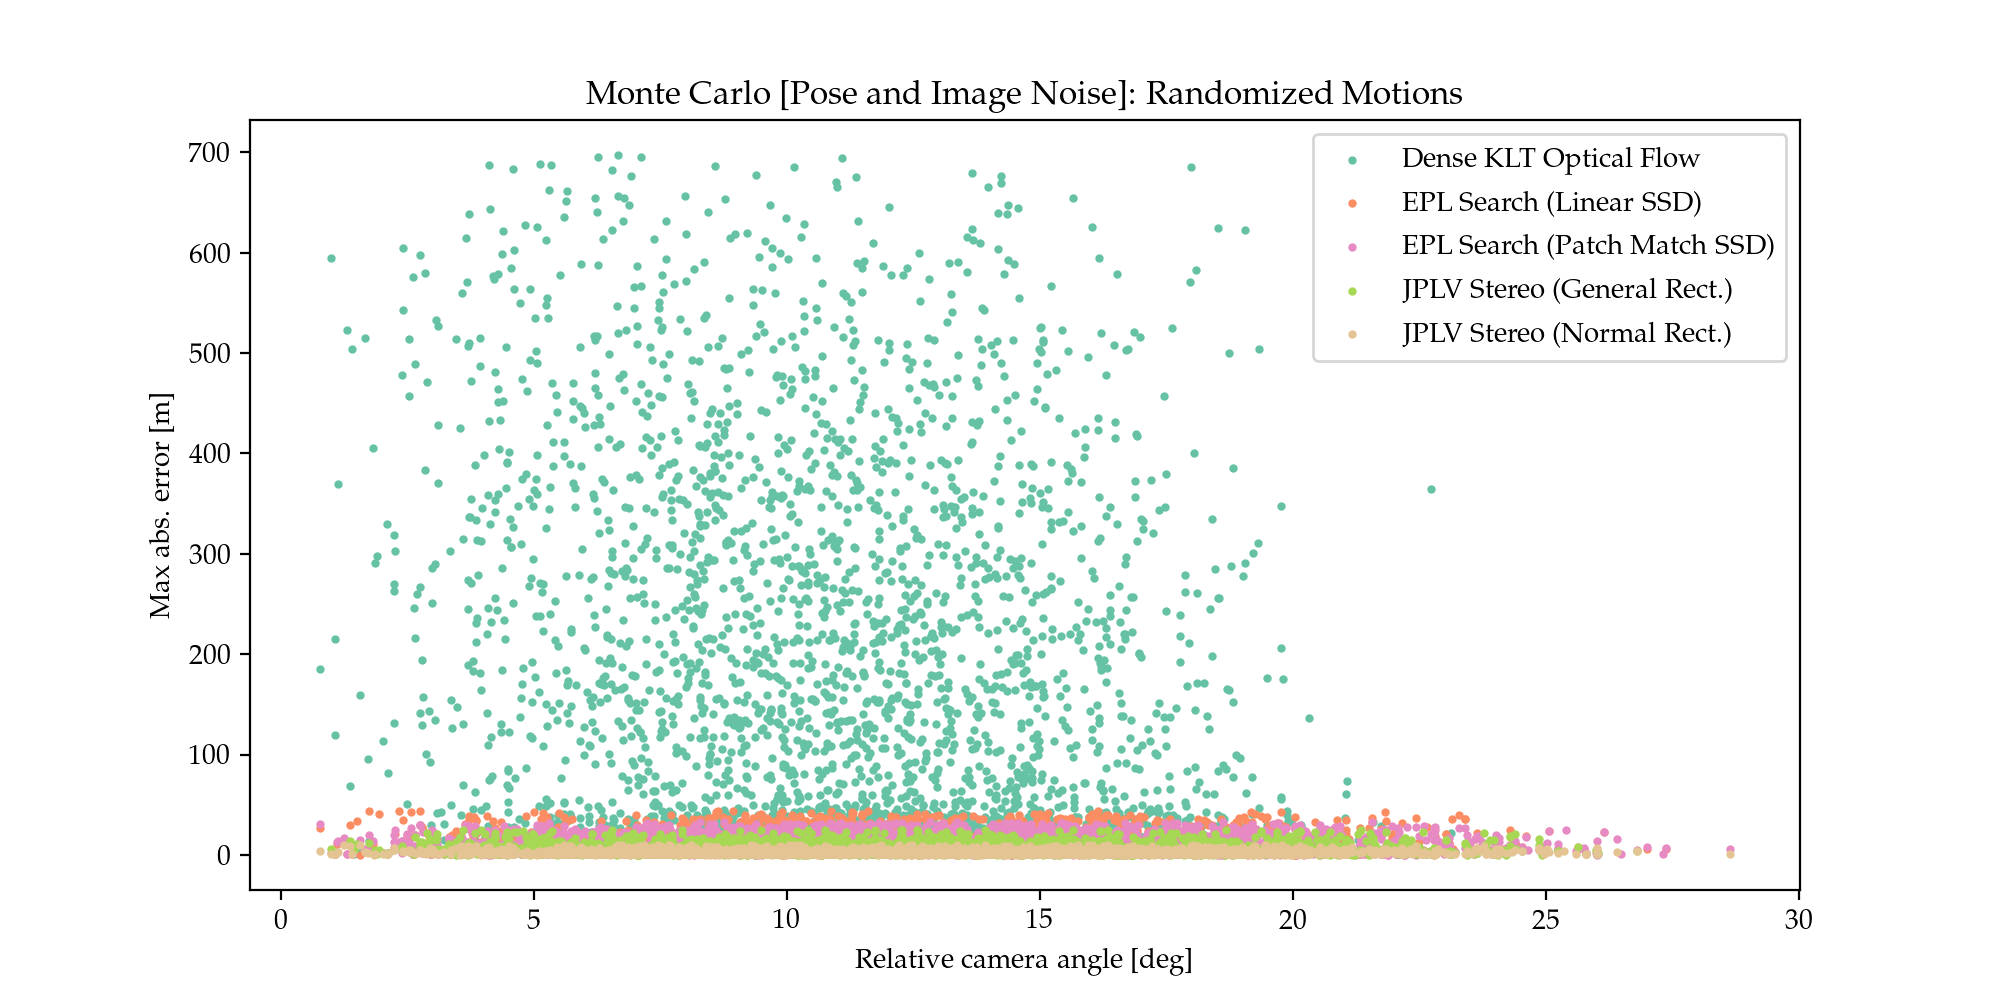 Monte Carlo [Pose and Image Noise]: Randomized Motions
Max abs. error [m]
700
600
500
400
300
200
100
0
Dense KLT Optical Flow
EPL Search (Linear SSD)
EPL Search (Patch Match SSD)
JPLV Stereo (General Rect.)
JPLV Stereo (Normal Rect.)
0 5 10 15 20 25 30
Relative camera angle [deg]